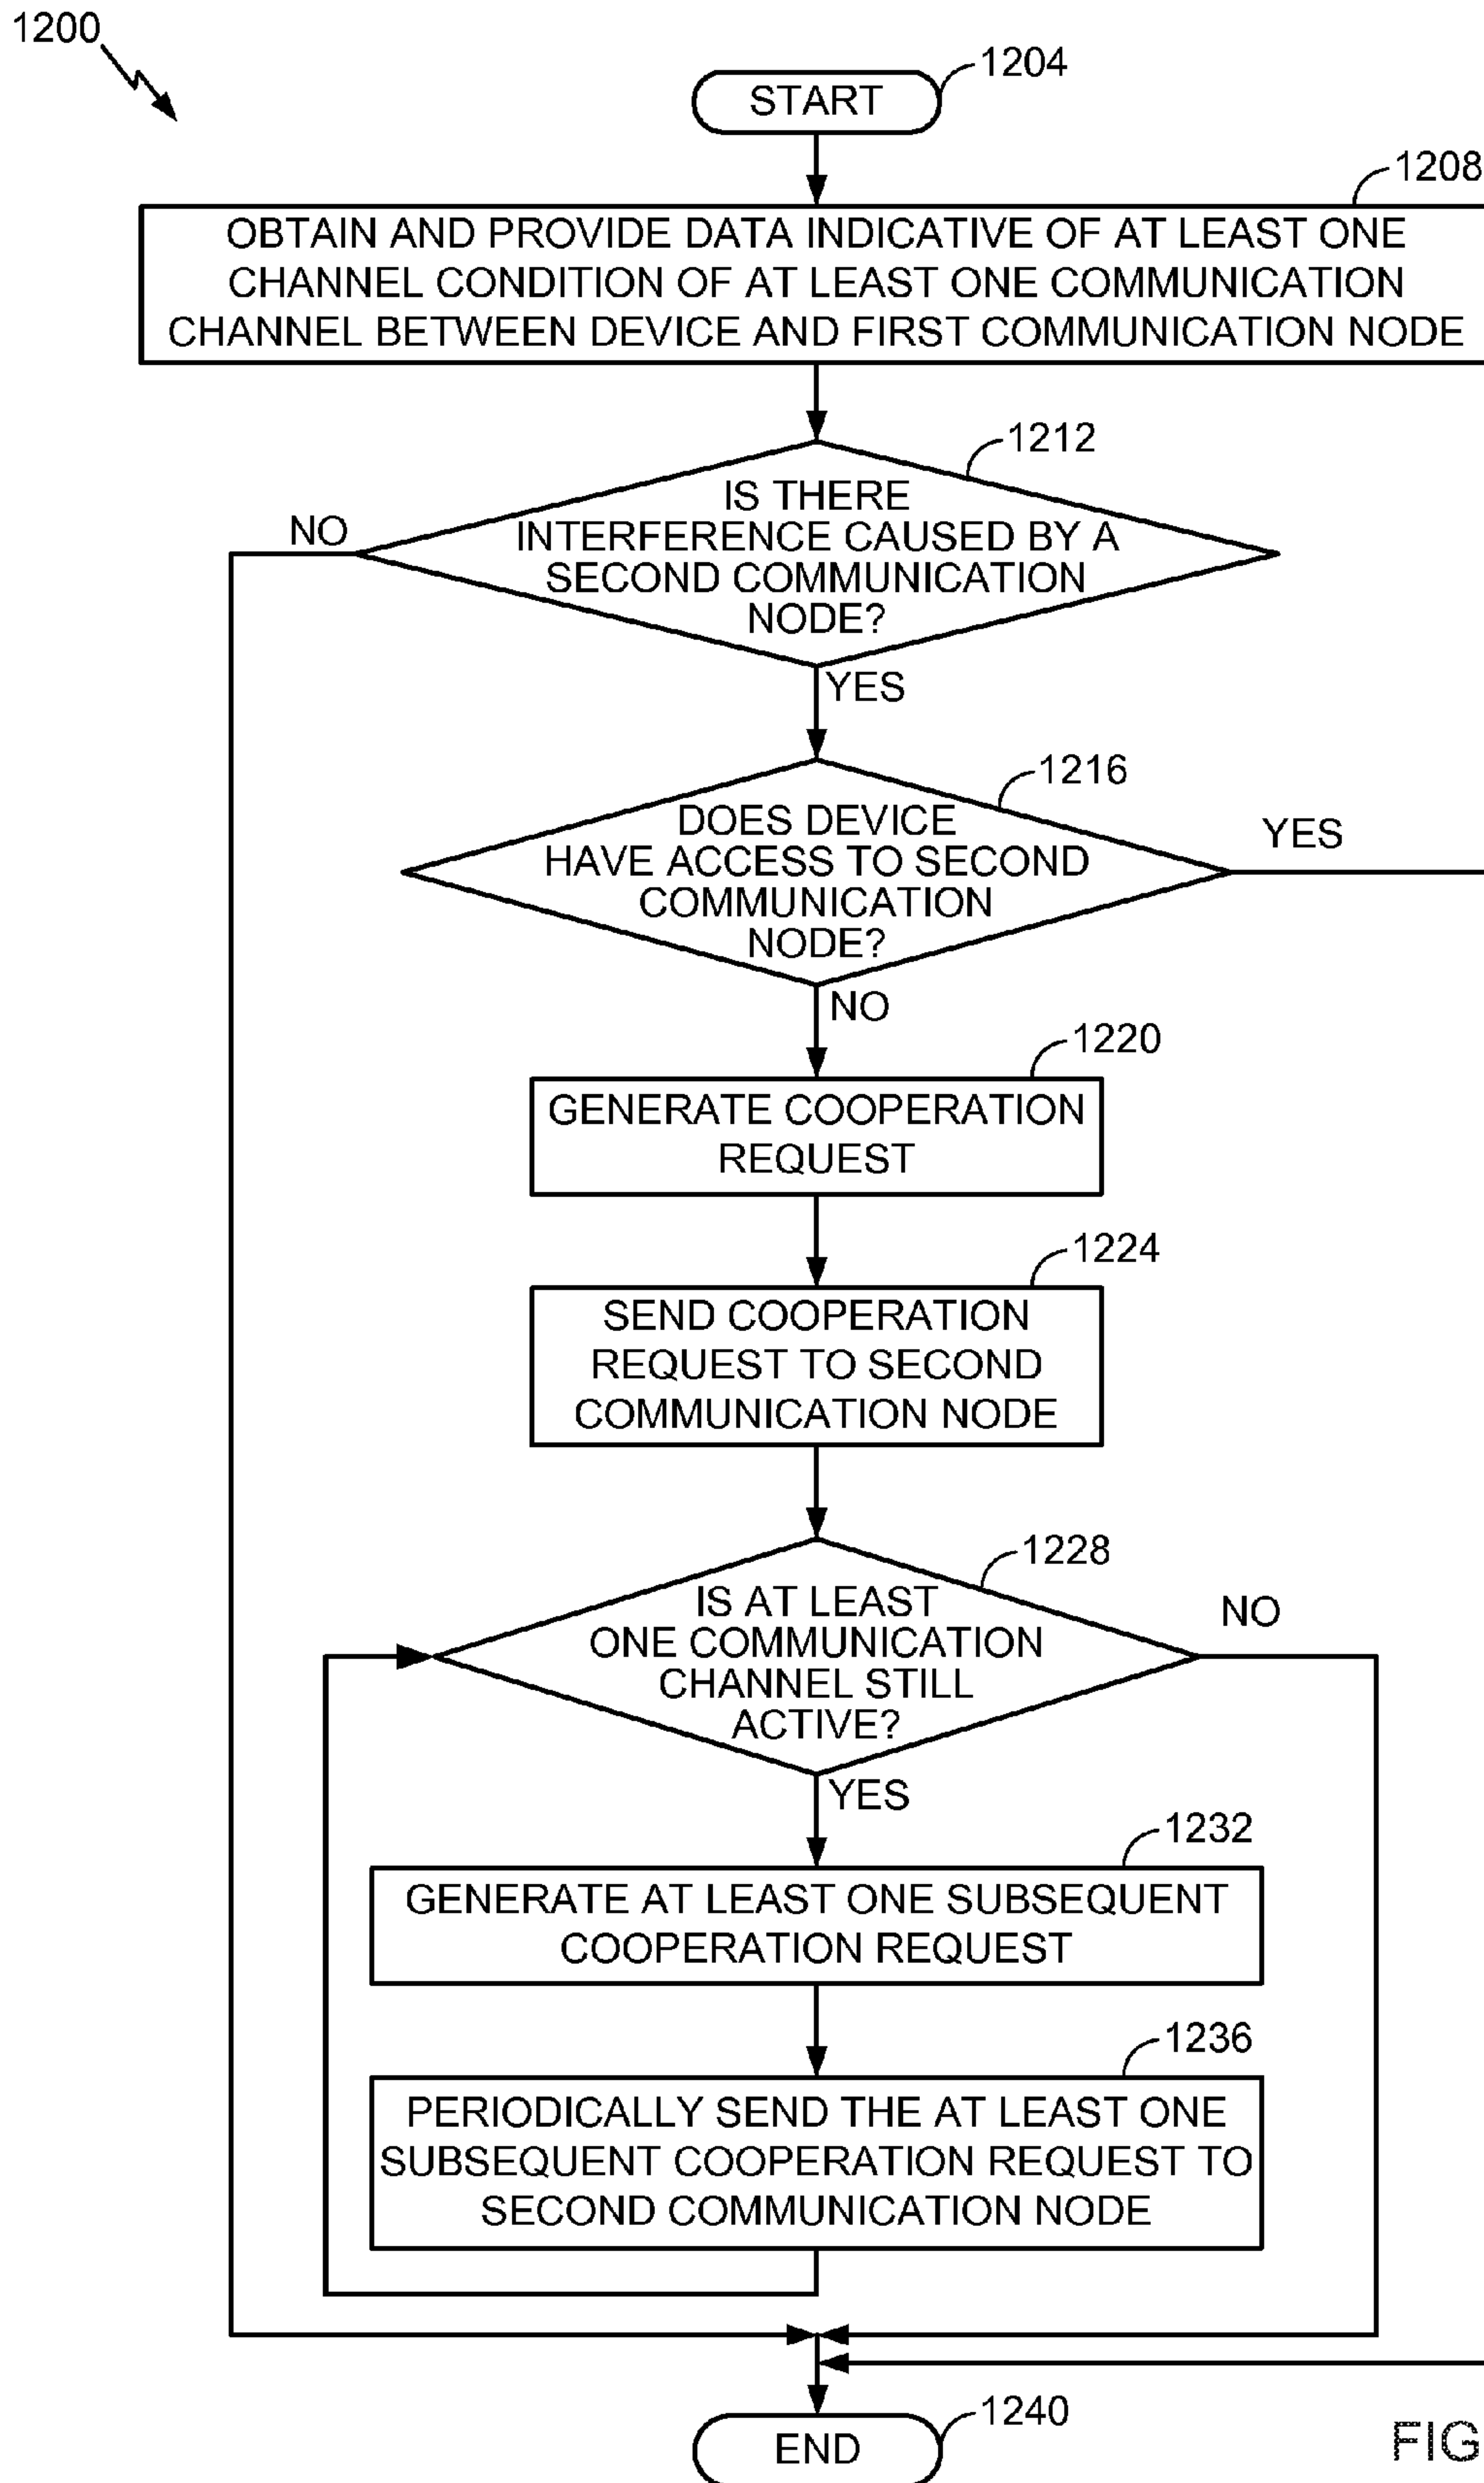 1200
1204
START
1208
OBTAIN AND PROVIDE DATA INDICATIVE OF AT LEAST ONE
CHANNEL CONDITION OF AT LEAST ONE COMMUNICATION
CHANNEL BETWEEN DEVICE AND FIRST COMMUNICATION NODE
1212
IS THERE
INTERFERENCE CAUSED BY A
SECOND COMMUNICATION
NODE?
NO
YES
1216
DOES DEVICE
HAVE ACCESS TO SECOND
COMMUNICATION
NODE?
YES
NO
1220
GENERATE COOPERATION
REQUEST
1224
SEND COOPERATION
REQUEST TO SECOND
COMMUNICATION NODE
1228
IS AT LEAST
ONE COMMUNICATION
CHANNEL STILL
ACTIVE?
NO
YES
1232
GENERATE AT LEAST ONE SUBSEQUENT
COOPERATION REQUEST
1236
PERIODICALLY SEND THE AT LEAST ONE
SUBSEQUENT COOPERATION REQUEST TO
SECOND COMMUNICATION NODE
1240
END
FIG